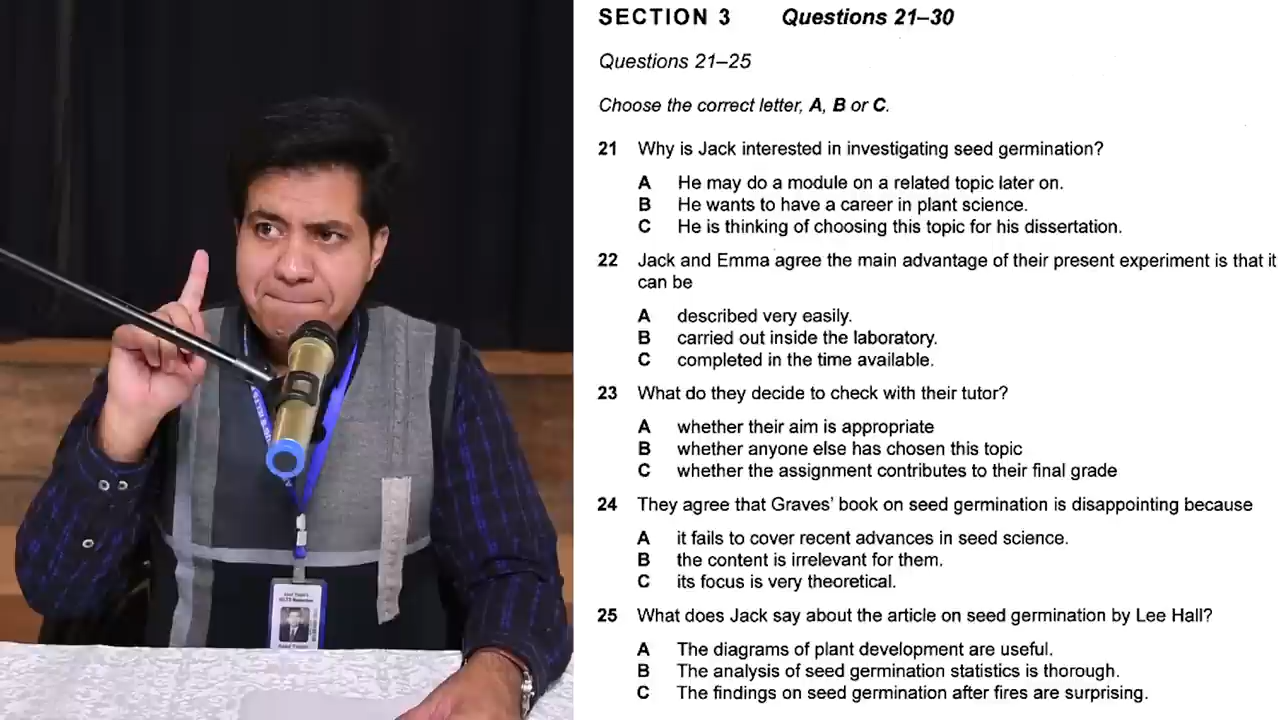 SECTION 3 Questions 21–30
Questions 21–25
Choose the correct letter, A, B or C.
21 Why is Jack interested in investigating seed germination?
A He may do a module on a related topic later on.
B He wants to have a career in plant science.
C He is thinking of choosing this topic for his dissertation.
22 Jack and Emma agree the main advantage of their present experiment is that it
can be
A described very easily.
B carried out inside the laboratory.
C completed in the time available.
23 What do they decide to check with their tutor?
A whether their aim is appropriate
B whether anyone else has chosen this topic
C whether the assignment contributes to their final grade
24 They agree that Graves’ book on seed germination is disappointing because
A it fails to cover recent advances in seed science.
B the content is irrelevant for them.
C its focus is very theoretical.
25 What does Jack say about the article on seed germination by Lee Hall?
A The diagrams of plant development are useful.
B The analysis of seed germination statistics is thorough.
C The findings on seed germination after fires are surprising.